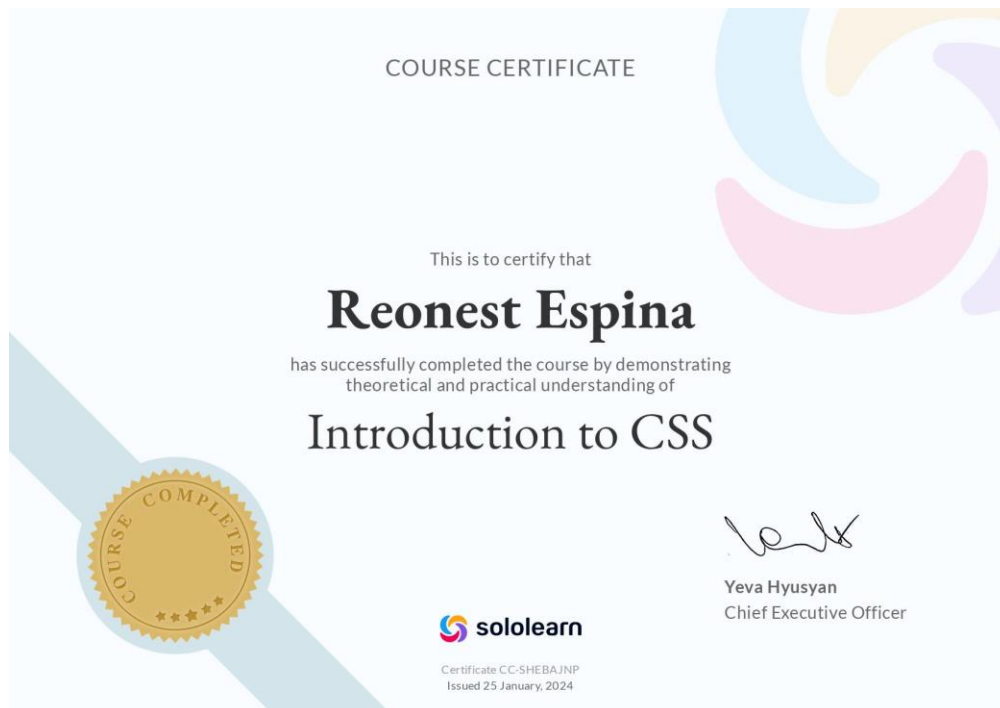 COURSE CERTIFICATE
This is to certify that
Reonest Espina
has successfully completed the course by demonstrating
theoretical and practical understanding of
Introduction to CSS
COURSE COMPLETED
Yeva Hyusyan
Chief Executive Officer
sololearn
Certificate CC-SHEBAJNP
Issued 25 January, 2024